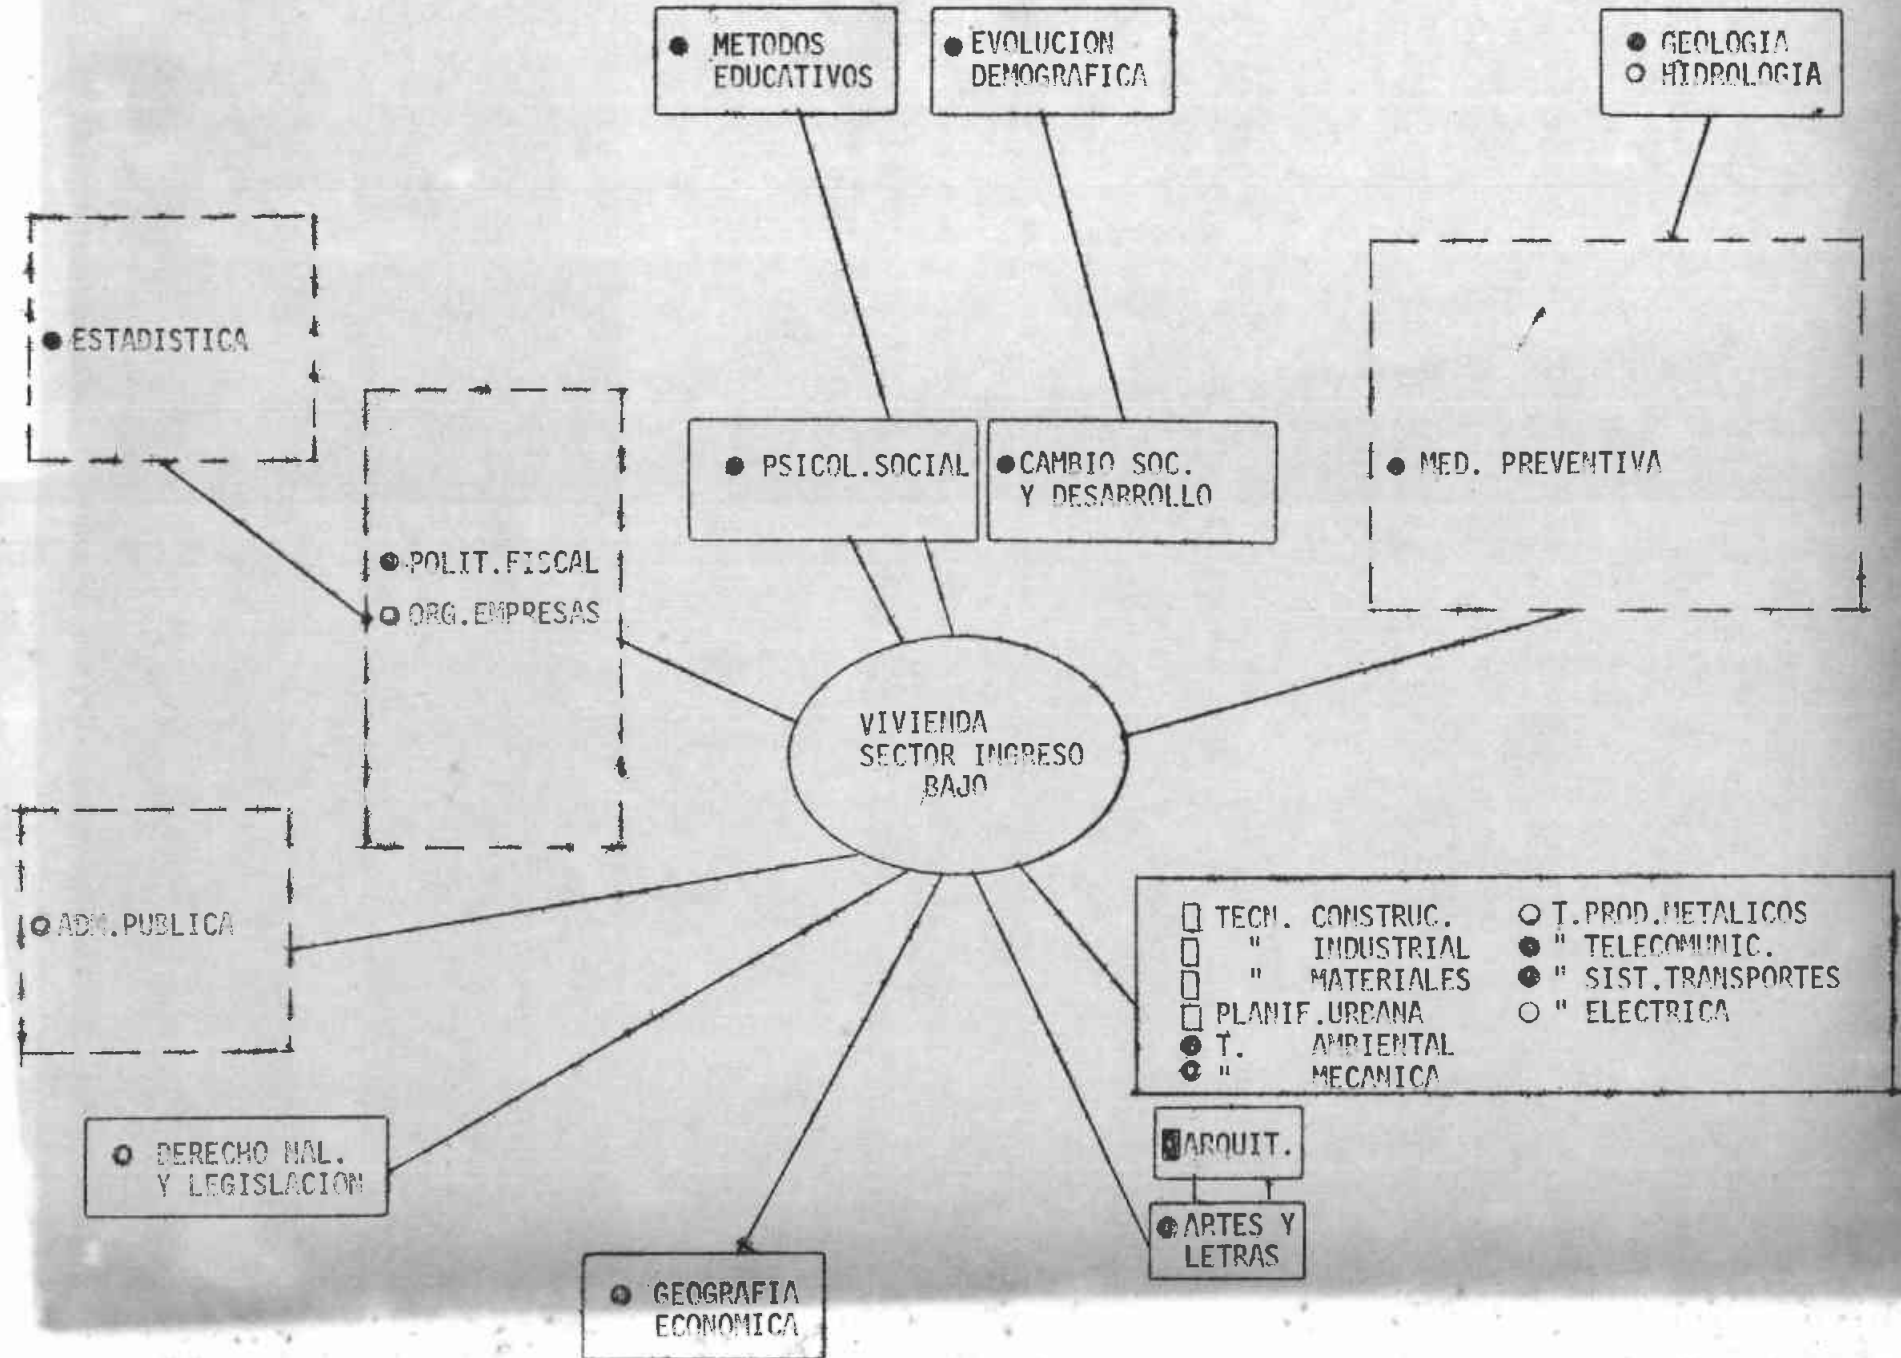 METODOS
EDUCATIVOS
EVOLUCION
DEMOGRAFICA
GEOLOGIA
HIDROLOGIA
ESTADISTICA
PSICOL.SOCIAL
CAMBIO SOC.
Y DESARROLLO
MED. PREVENTIVA
POLIT.FISCAL
ORG.EMPRESAS
VIVIENDA
SECTOR INGRESO
BAJO
ADM.PUBLICA
TECN. CONSTRUC.
" INDUSTRIAL
" MATERIALES
PLANIF.URBANA
T. AMBIENTAL
" MECANICA
T.PROD.METALICOS
" TELECOMUNIC.
" SIST.TRANSPORTES
" ELECTRICA
DERECHO NAL.
Y LEGISLACION
ARQUIT.
ARTES Y
LETRAS
GEOGRAFIA
ECONOMICA